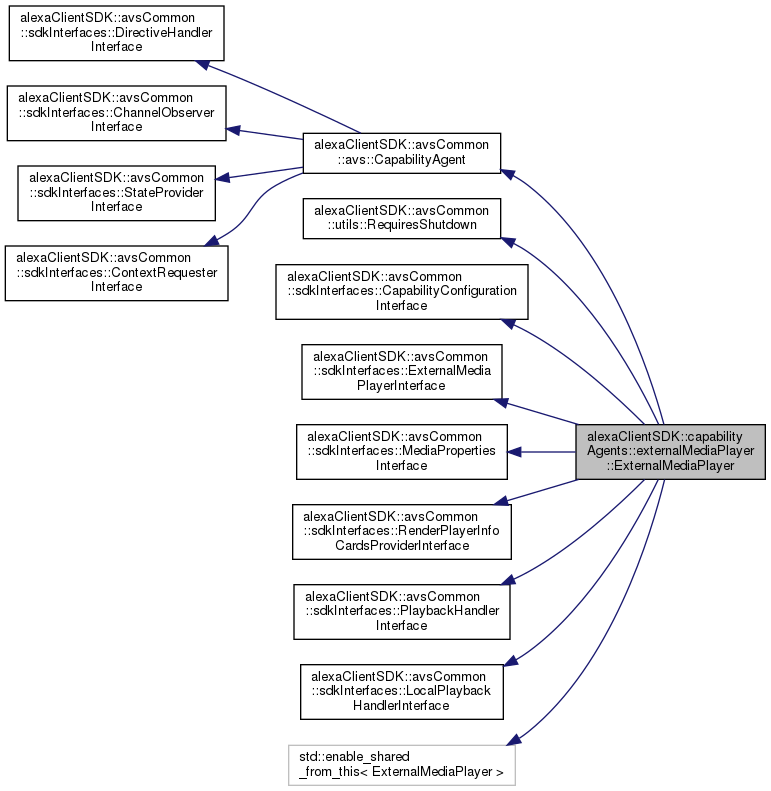 alexaClientSDK::avsCommon
::sdkInterfaces::DirectiveHandler
Interface
alexaClientSDK::avsCommon
::sdkInterfaces::ChannelObserver
Interface
alexaClientSDK::avsCommon
::sdkInterfaces::StateProvider
Interface
alexaClientSDK::avsCommon
::sdkInterfaces::ContextRequester
Interface
alexaClientSDK::avsCommon
::avs::CapabilityAgent
alexaClientSDK::avsCommon
::utils::RequiresShutdown
alexaClientSDK::avsCommon
::sdkInterfaces::CapabilityConfiguration
Interface
alexaClientSDK::avsCommon
::sdkInterfaces::ExternalMedia
PlayerInterface
alexaClientSDK::avsCommon
::sdkInterfaces::MediaProperties
Interface
alexaClientSDK::avsCommon
::sdkInterfaces::RenderPlayerInfo
CardsProviderInterface
alexaClientSDK::avsCommon
::sdkInterfaces::PlaybackHandler
Interface
alexaClientSDK::avsCommon
::sdkInterfaces::LocalPlayback
HandlerInterface
std::enable_shared
_from_this< ExternalMediaPlayer >
alexaClientSDK::capability
Agents::externalMediaPlayer
::ExternalMediaPlayer